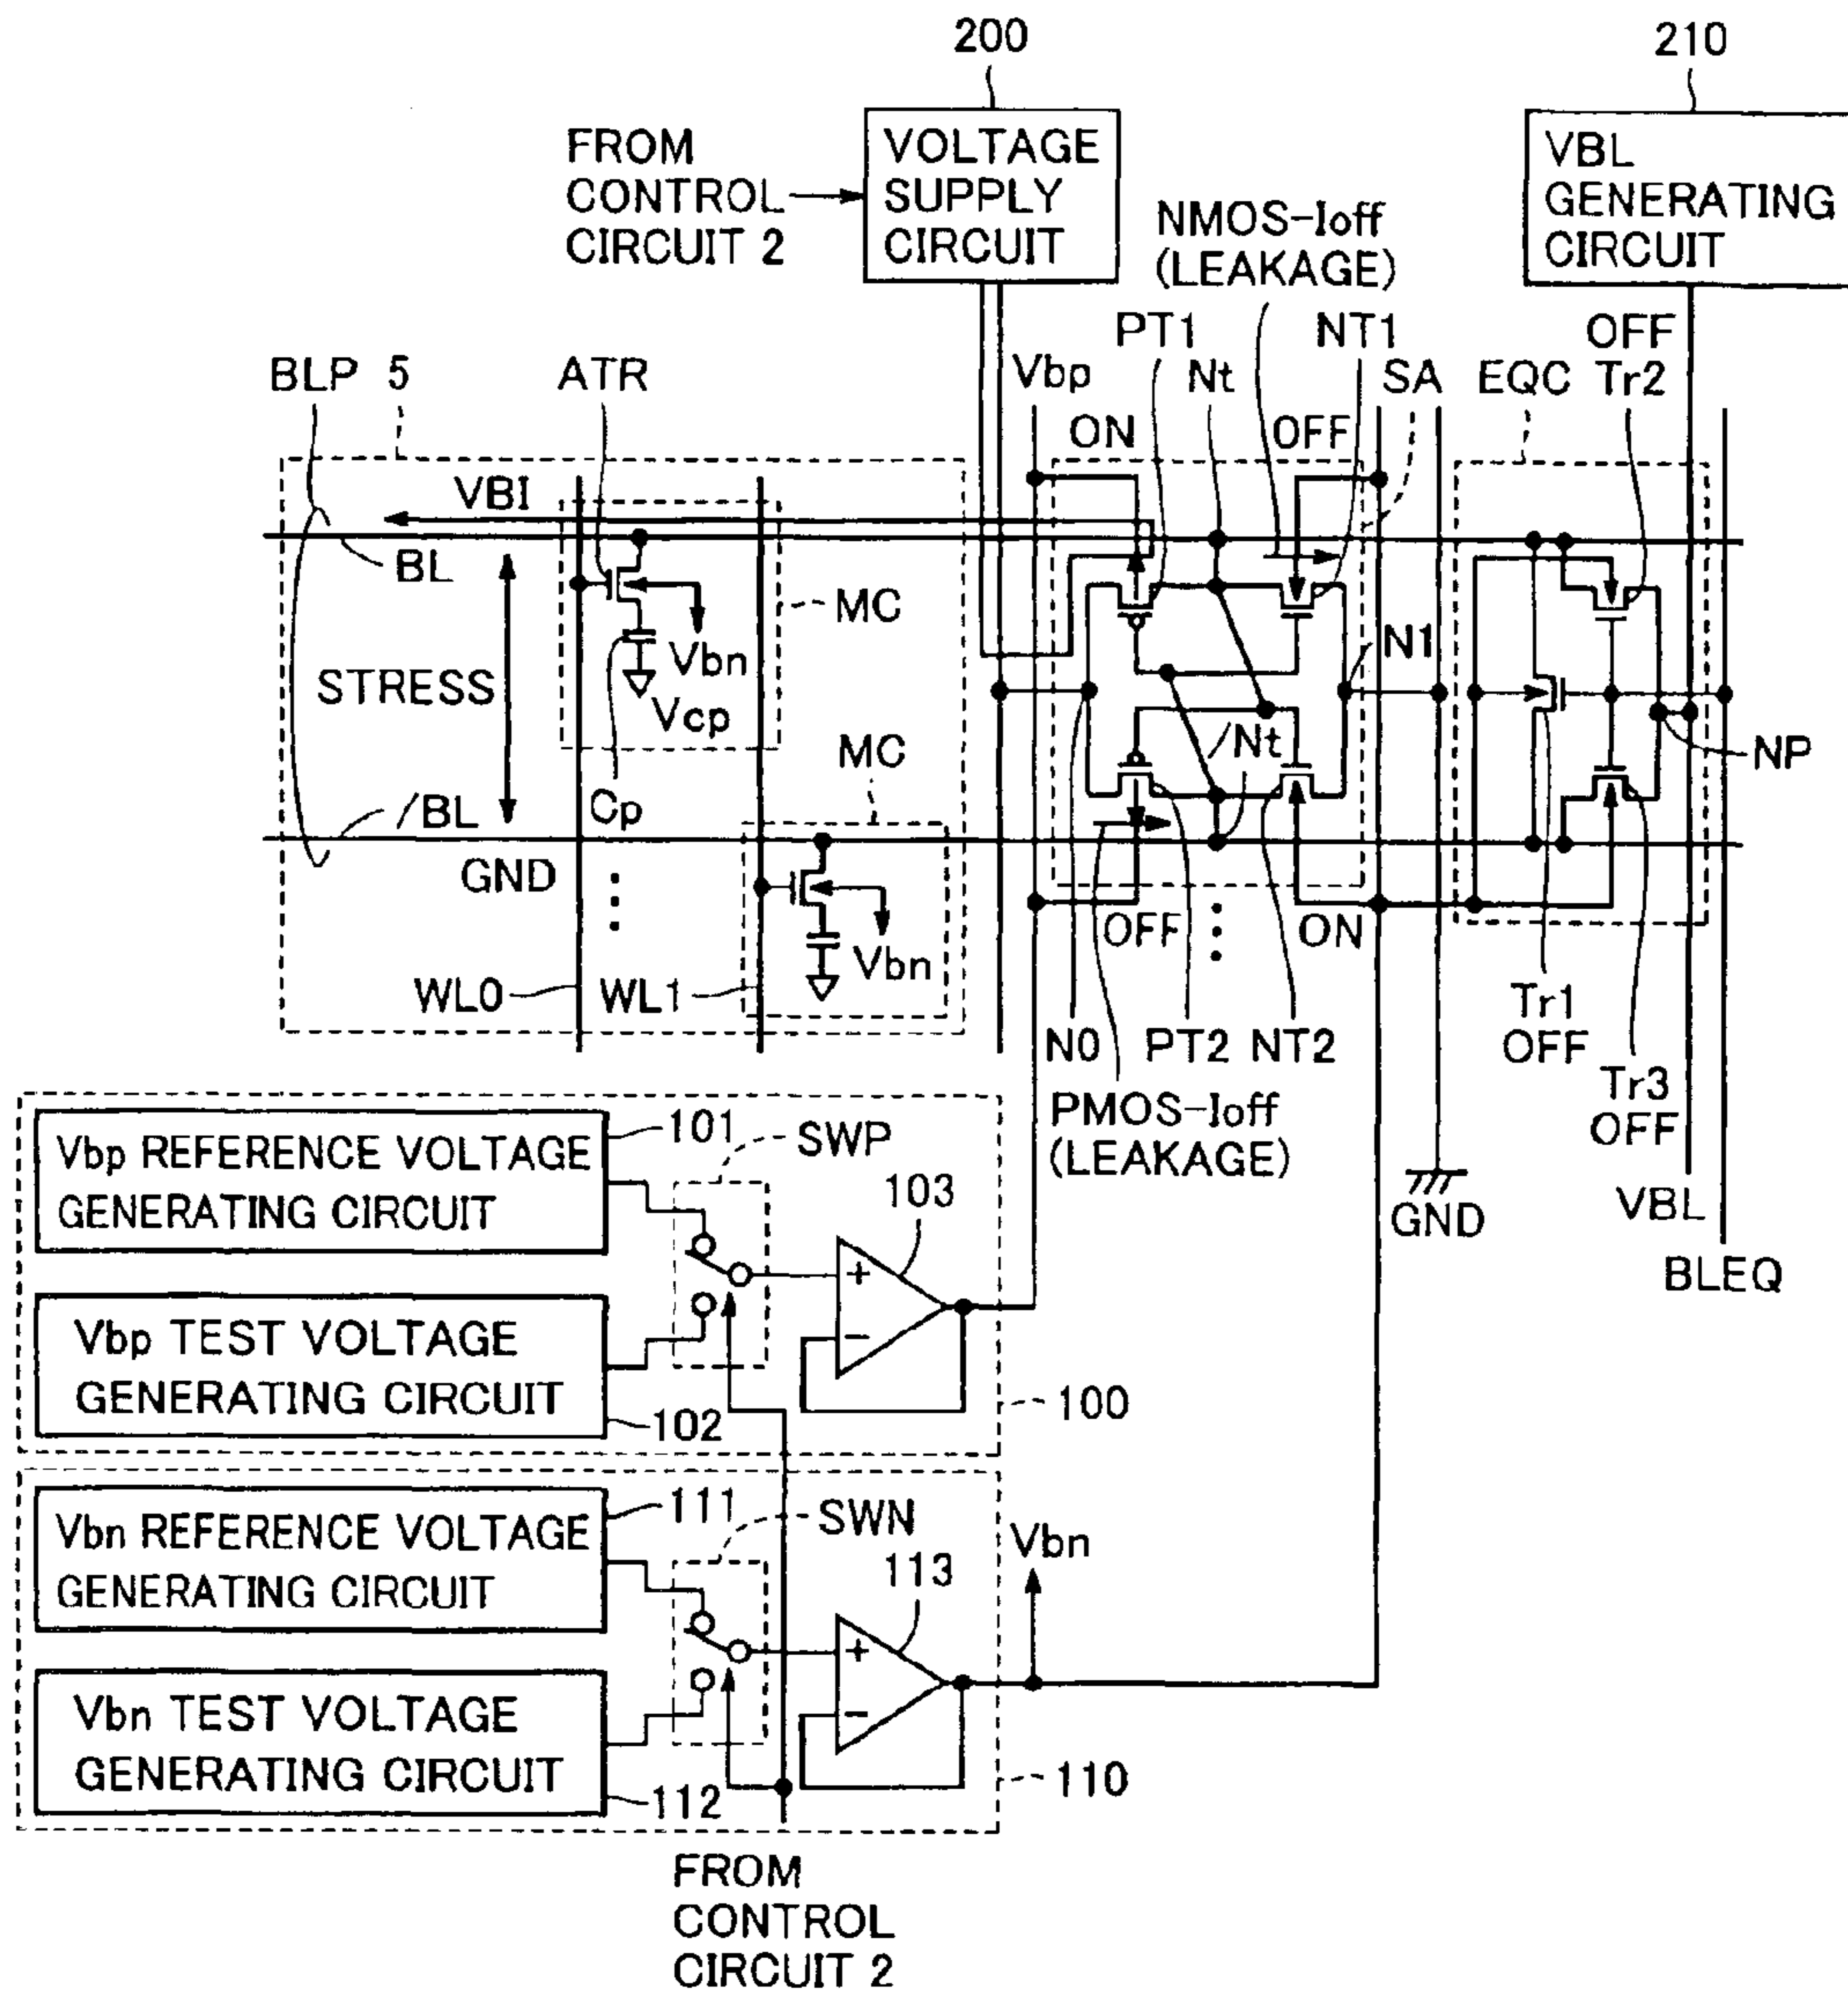 200
210
FROM
CONTROL
CIRCUIT 2
VOLTAGE
SUPPLY
CIRCUIT
NMOS-Ioff
(LEAKAGE)
VBL
GENERATING
CIRCUIT
BLP
5
ATR
Vbp
PT1
Nt
NT1
SA
EQC
OFF
Tr2
ON
OFF
VBI
BL
MC
Vbn
Vcp
STRESS
N1
MC
Nt
NP
Cp
/BL
GND
OFF
ON
Vbn
WL0
WL1
N0
PT2
NT2
Tr1
OFF
Tr3
OFF
PMOS-Ioff
(LEAKAGE)
GND
VBL
BLEQ
Vbp REFERENCE VOLTAGE
GENERATING CIRCUIT
101
SWP
103
Vbp TEST VOLTAGE
GENERATING CIRCUIT
102
+
−
100
Vbn REFERENCE VOLTAGE
GENERATING CIRCUIT
111
SWN
113
Vbn
Vbn TEST VOLTAGE
GENERATING CIRCUIT
112
+
−
110
FROM
CONTROL
CIRCUIT 2